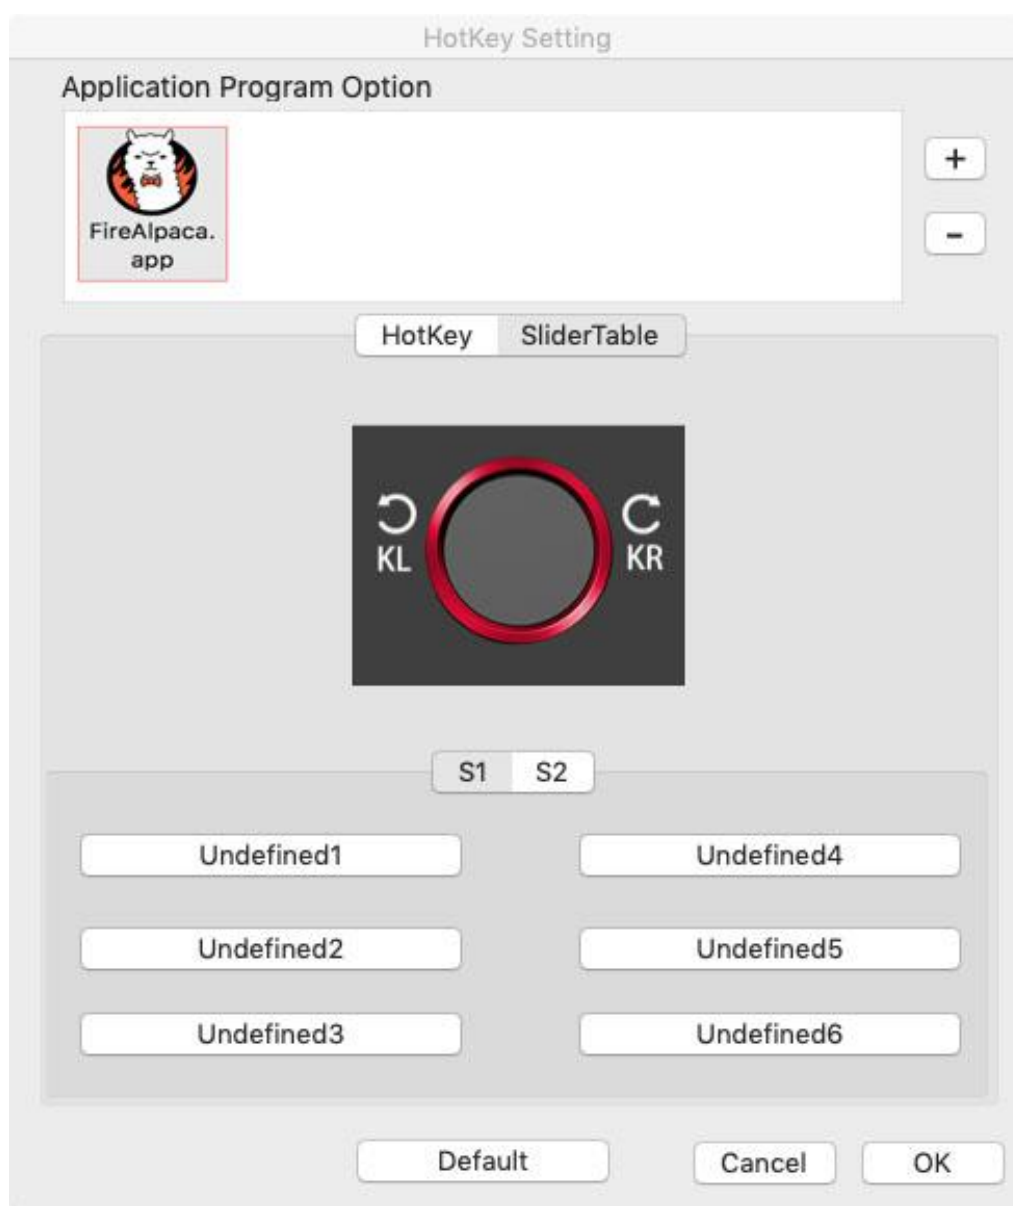 HotKey Setting
Application Program Option
+
FireAlpaca.
app
-
HotKey SliderTable
KL KR
S1 S2
Undefined1 Undefined4
Undefined2 Undefined5
Undefined3 Undefined6
Default Cancel OK